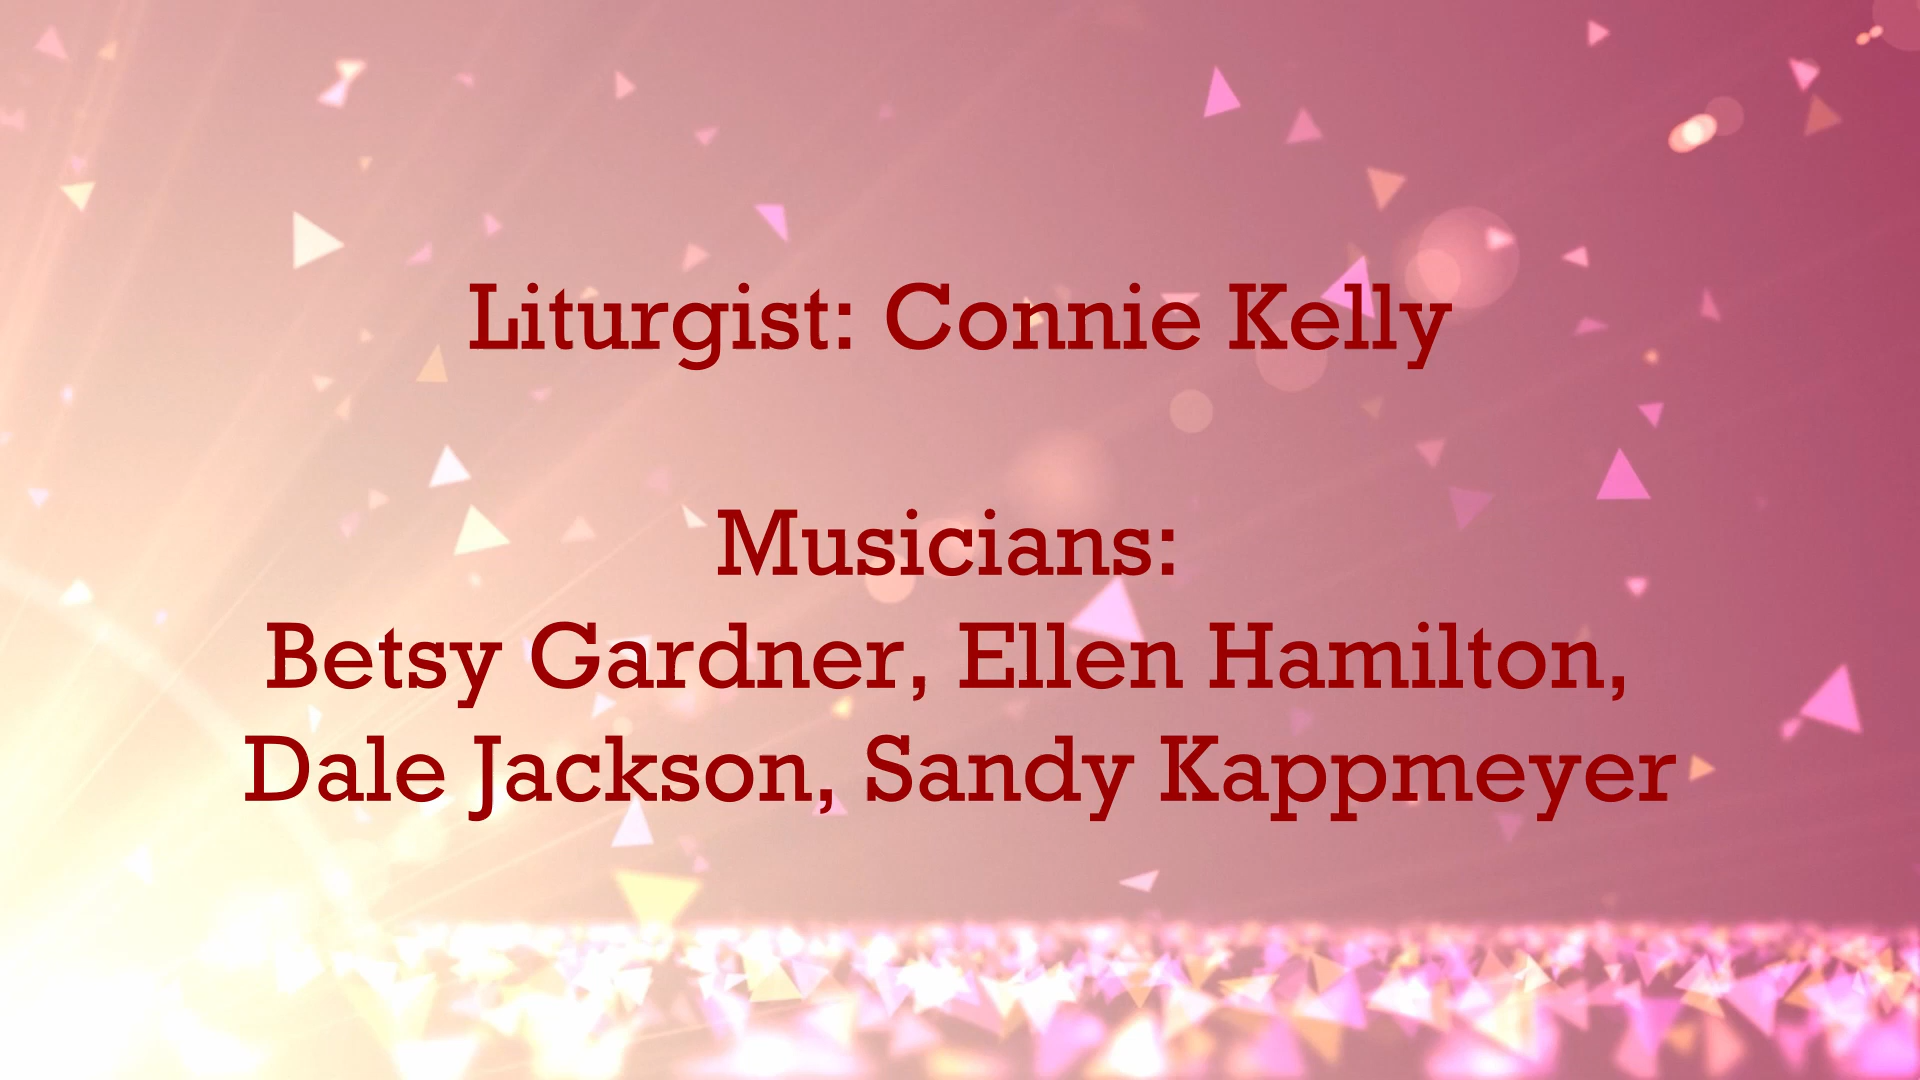 Liturgist: Connie Kelly
Musicians:
Betsy Gardner, Ellen Hamilton,
Dale Jackson, Sandy Kappmeyer